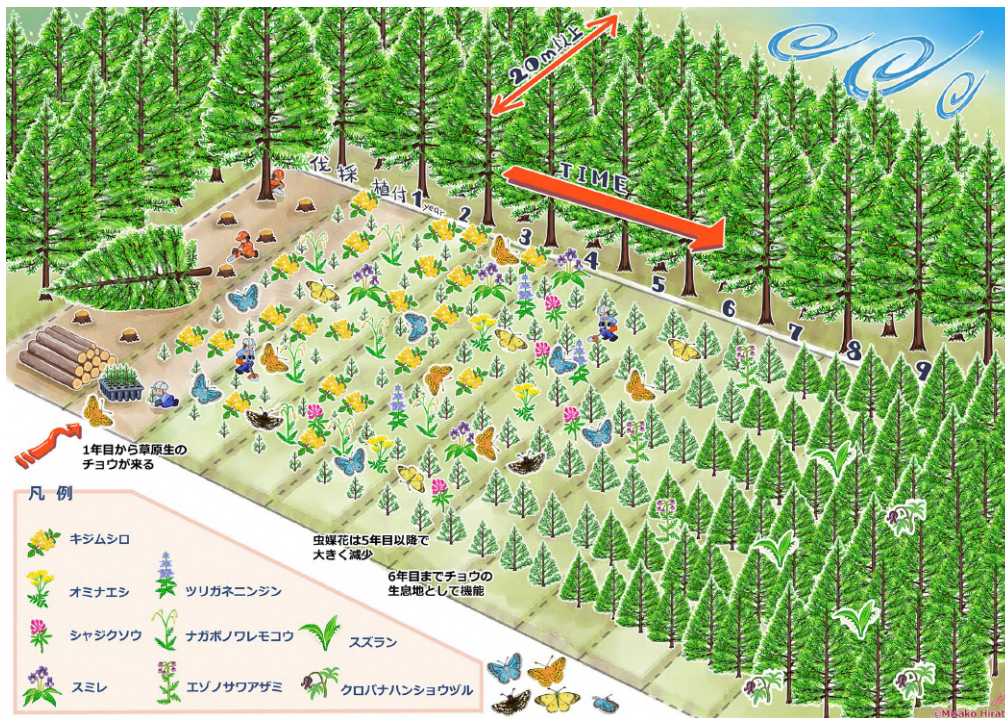 20m以上
TIME
伐採
植付
1 year
2
3
4
5
6
7
8
9
1年目から草原生の
チョウが来る
虫媒花は5年目以降で
大きく減少
6年目までチョウの
生息地として機能
凡例
キジムシロ
オミナエシ
シャジクソウ
スミレ
ツリガネニンジン
ナガボノワレモコウ
エゾノサワアザミ
スズラン
クロバナハンショウヅル